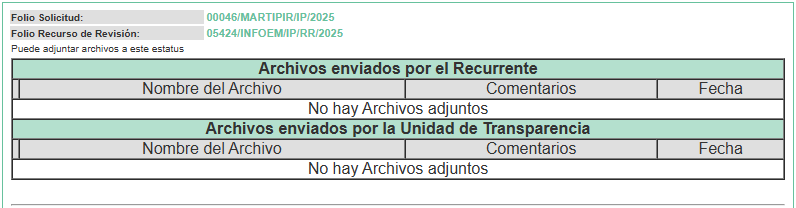 Folio Solicitud: 00046/MARTIPIR/IP/2025
Folio Recurso de Revisión: 05424/INFOEM/IP/RR/2025
Puede adjuntar archivos a este estatus
Archivos enviados por el Recurrente
Nombre del Archivo Comentarios Fecha
No hay Archivos adjuntos
Archivos enviados por la Unidad de Transparencia
Nombre del Archivo Comentarios Fecha
No hay Archivos adjuntos